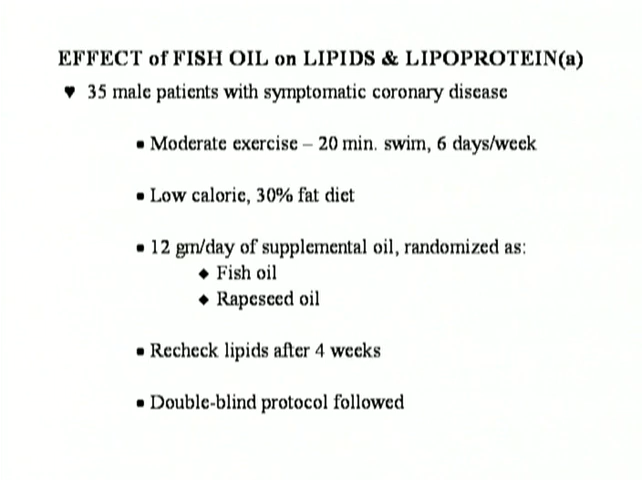 EFFECT of FISH OIL on LIPIDS & LIPOPROTEIN(a)
♥ 35 male patients with symptomatic coronary disease
▪ Moderate exercise – 20 min. swim, 6 days/week
▪ Low calorie, 30% fat diet
▪ 12 gm/day of supplemental oil, randomized as:
◆ Fish oil
◆ Rapeseed oil
▪ Recheck lipids after 4 weeks
▪ Double-blind protocol followed